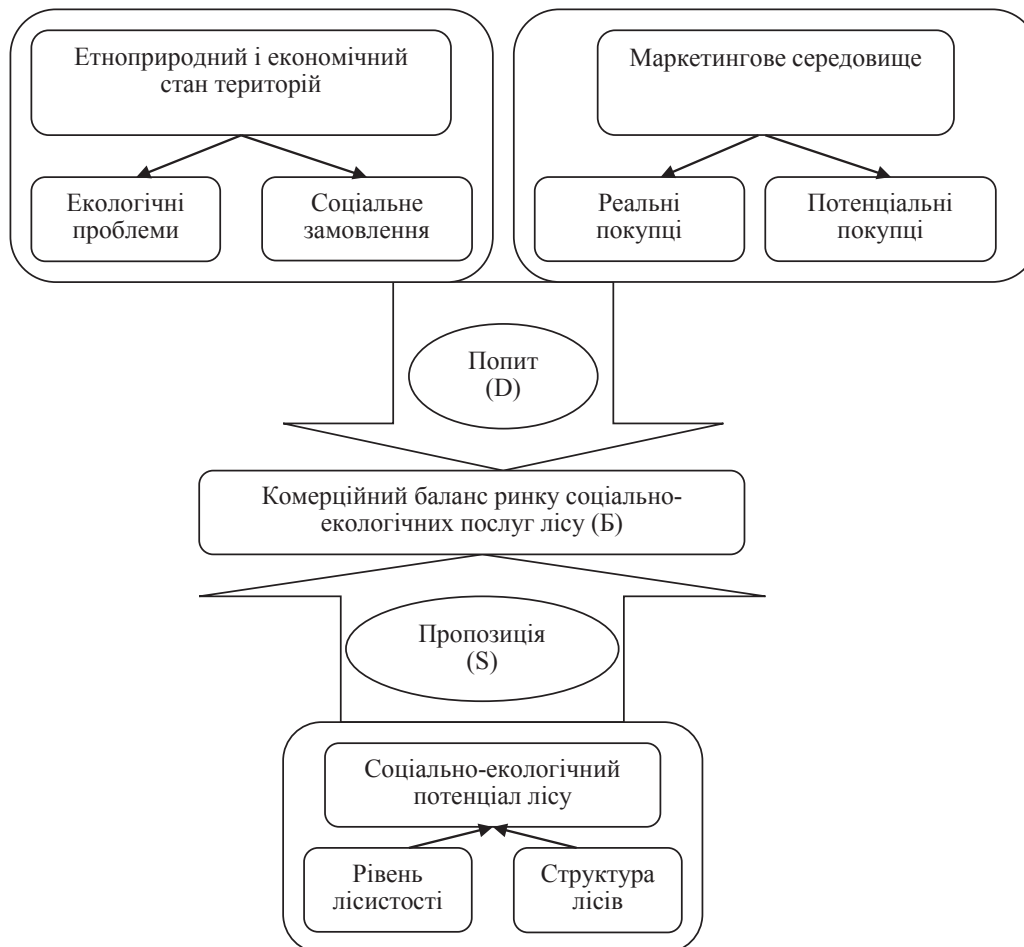 Етноприродний і економічний
стан територій
Маркетингове середовище
Екологічні
проблеми
Соціальне
замовлення
Реальні
покупці
Потенціальні
покупці
Попит
(D)
Комерційний баланс ринку соціально-
екологічних послуг лісу (Б)
Пропозиція
(S)
Соціально-екологічний
потенціал лісу
Рівень
лісистості
Структура
лісів